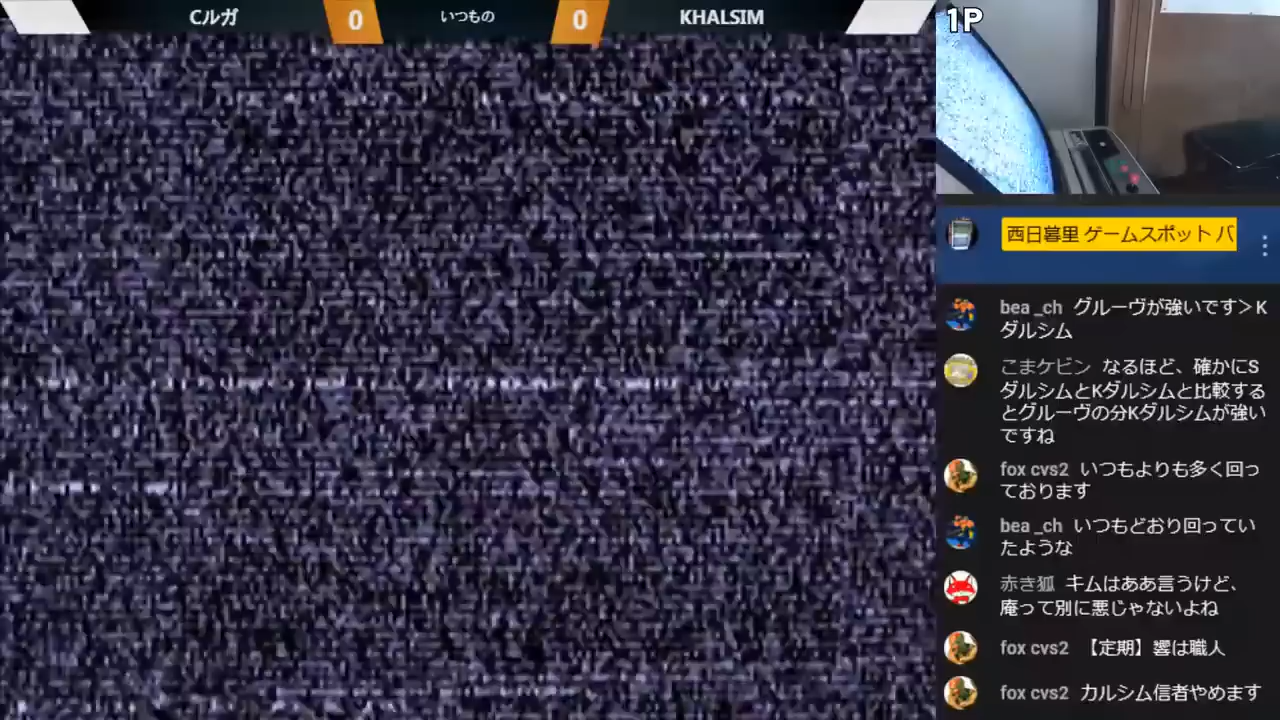 Cルガ 0 いつもの 0 KHALSIM
1P
西日暮里 ゲームスポット バ
bea _ch グルーヴが強いです＞K
ダルシム
こまケビン なるほど、確かにS
ダルシムとKダルシムと比較する
とグルーヴの分Kダルシムが強い
ですね
fox cvs2 いつもよりも多く回っ
ております
bea _ch いつもどおり回ってい
たような
赤き狐 キムはああ言うけど、
庵って別に悪じゃないよね
fox cvs2 【定期】響は職人
fox cvs2 カルシム信者やめます